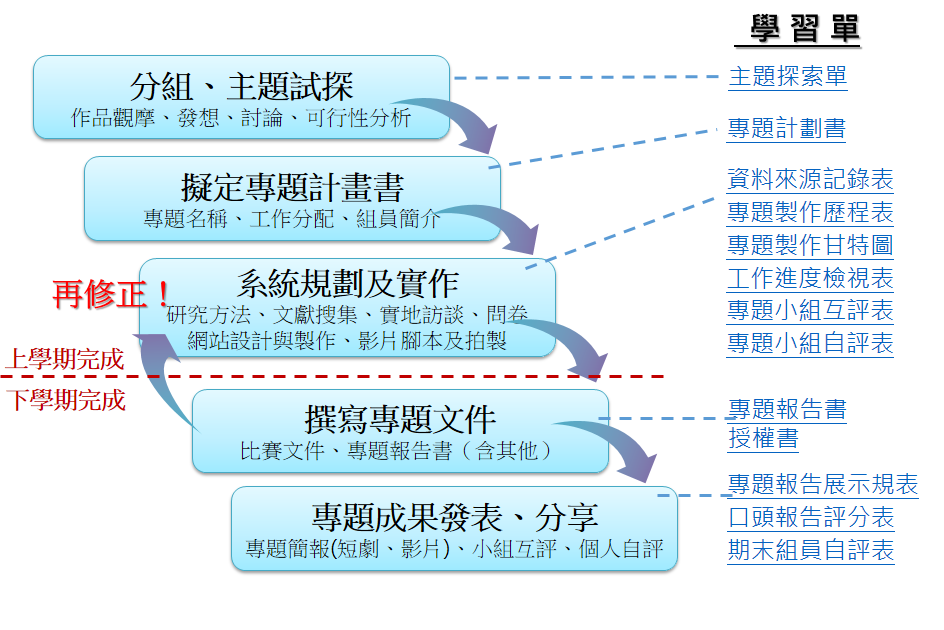 學習單
分組、主題試探
作品觀摩、發想、討論、可行性分析
主題探索單
擬定專題計畫書
專題名稱、工作分配、組員簡介
專題計劃書
系統規劃及實作
研究方法、文獻搜集、實地訪談、問卷
網站設計與製作、影片腳本及拍製
資料來源記錄表
專題製作歷程表
專題製作甘特圖
工作進度檢視表
專題小組互評表
專題小組自評表
再修正！
上學期完成
下學期完成
撰寫專題文件
比賽文件、專題報告書（含其他）
專題報告書
授權書
專題成果發表、分享
專題簡報(短劇、影片)、小組互評、個人自評
專題報告展示規表
口頭報告評分表
期末組員自評表